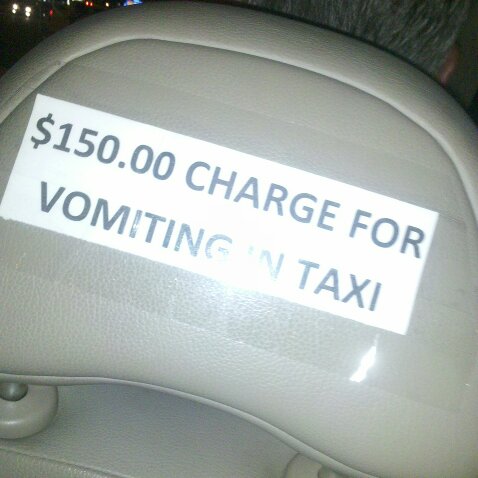 $150.00 CHARGE FOR
VOMITING IN TAXI